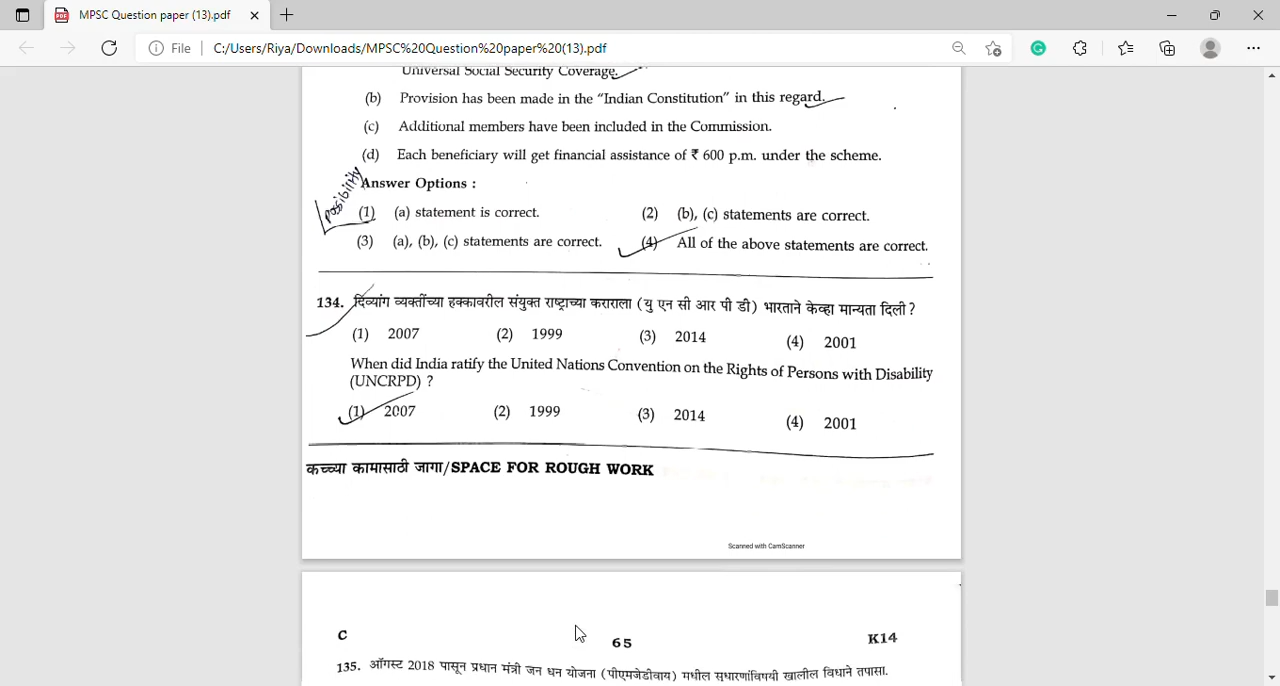 MPSC Question paper (13).pdf
File C:/Users/Riya/Downloads/MPSC%20Question%20paper%20(13).pdf
Universal Social Security Coverage.
(b) Provision has been made in the "Indian Constitution" in this regard.
(c) Additional members have been included in the Commission.
(d) Each beneficiary will get financial assistance of ₹ 600 p.m. under the scheme.
possibility
Answer Options :
(1) (a) statement is correct. (2) (b), (c) statements are correct.
(3) (a), (b), (c) statements are correct. (4) All of the above statements are correct.
134. दिव्यांग व्यक्तींच्या हक्कावरील संयुक्त राष्ट्राच्या कराराला (यु एन सी आर पी डी) भारताने केव्हा मान्यता दिली ?
(1) 2007 (2) 1999 (3) 2014 (4) 2001
When did India ratify the United Nations Convention on the Rights of Persons with Disability
(UNCRPD) ?
(1) 2007 (2) 1999 (3) 2014 (4) 2001
कच्च्या कामासाठी जागा/SPACE FOR ROUGH WORK
Scanned with CamScanner
C 65 K14
135. ऑगस्ट 2018 पासून प्रधान मंत्री जन धन योजना (पीएमजेडीवाय) मधील सुधारणांविषयी खालील विधाने तपासा.